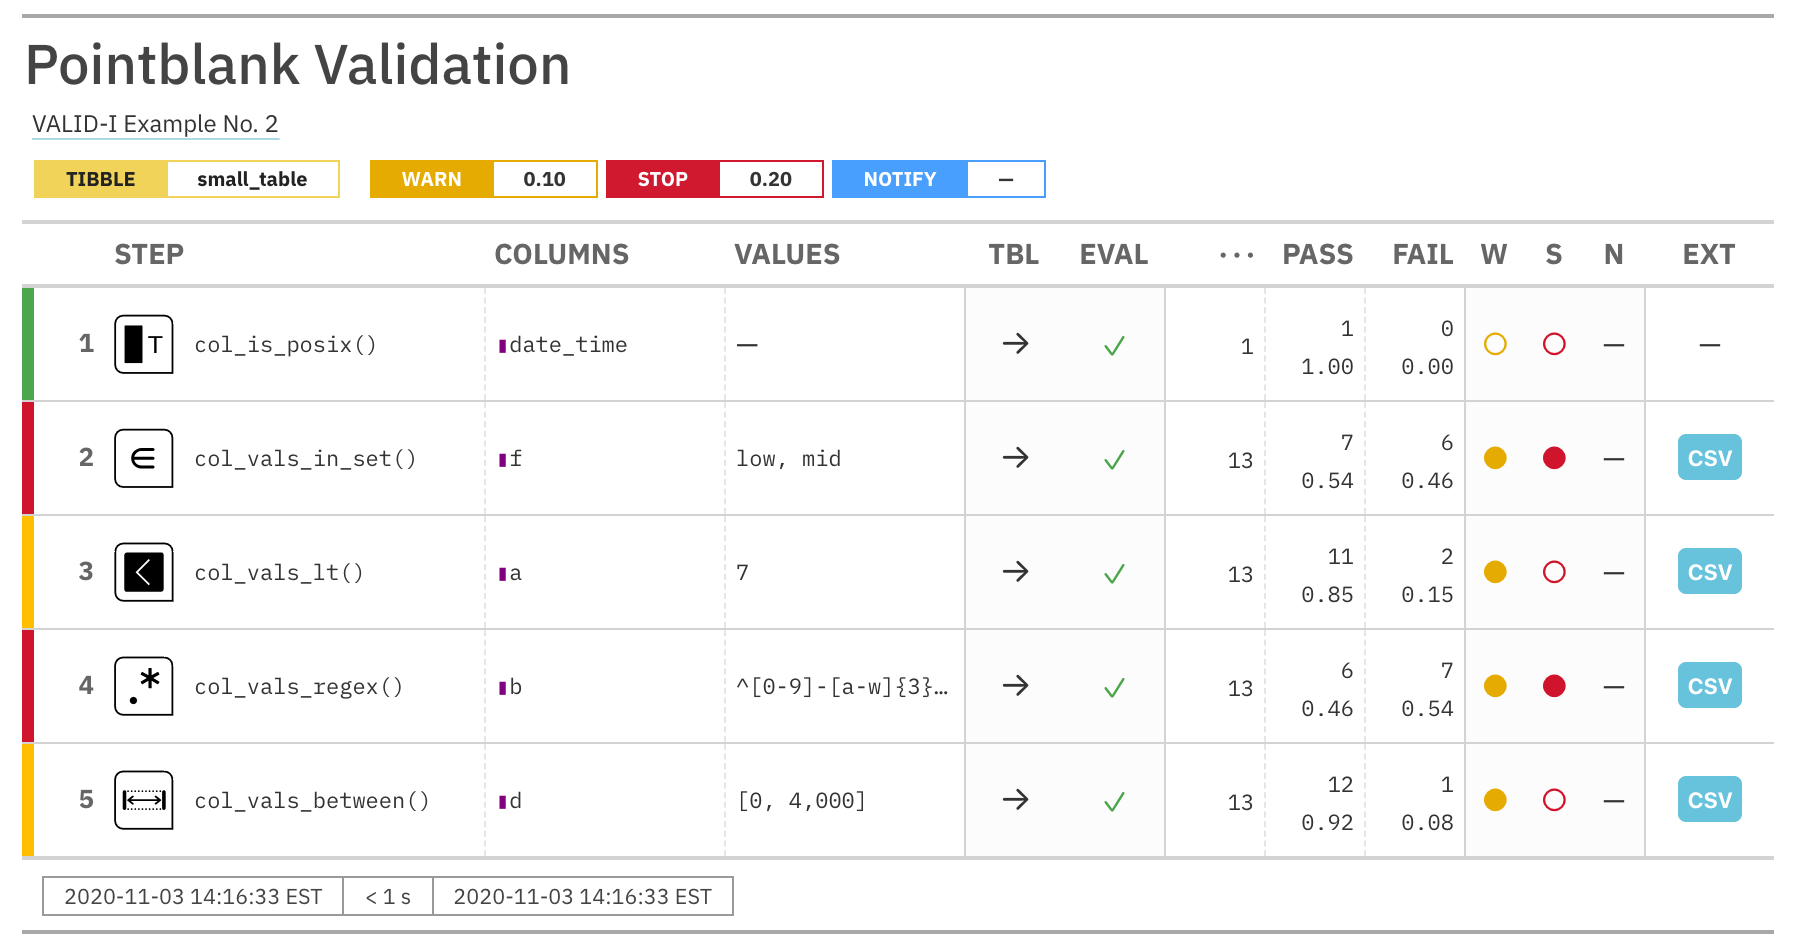 Pointblank Validation
VALID-I Example No. 2
TIBBLE small_table WARN 0.10 STOP 0.20 NOTIFY —
STEP COLUMNS VALUES TBL EVAL ... PASS FAIL W S N EXT
1 T col_is_posix() date_time — → ✓ 1 1 0 — —
1.00 0.00
2 ∈ col_vals_in_set() f low, mid → ✓ 13 7 6 — CSV
0.54 0.46
3 < col_vals_lt() a 7 → ✓ 13 11 2 — CSV
0.85 0.15
4 .* col_vals_regex() b ^[0-9]-[a-w]{3}… → ✓ 13 6 7 — CSV
0.46 0.54
5 col_vals_between() d [0, 4,000] → ✓ 13 12 1 — CSV
0.92 0.08
2020-11-03 14:16:33 EST < 1 s 2020-11-03 14:16:33 EST